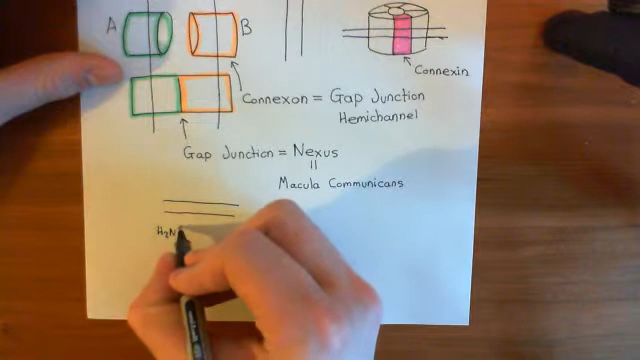 A
B
Connexin
Connexon = Gap Junction
Hemichannel
Gap Junction = Nexus
=
Macula Communicans
H₂N